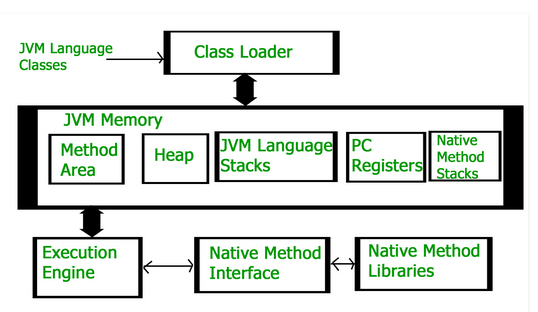 JVM Language
Classes
Class Loader
JVM Memory
Method
Area
Heap
JVM Language
Stacks
PC
Registers
Native
Method
Stacks
Execution
Engine
Native Method
Interface
Native Method
Libraries